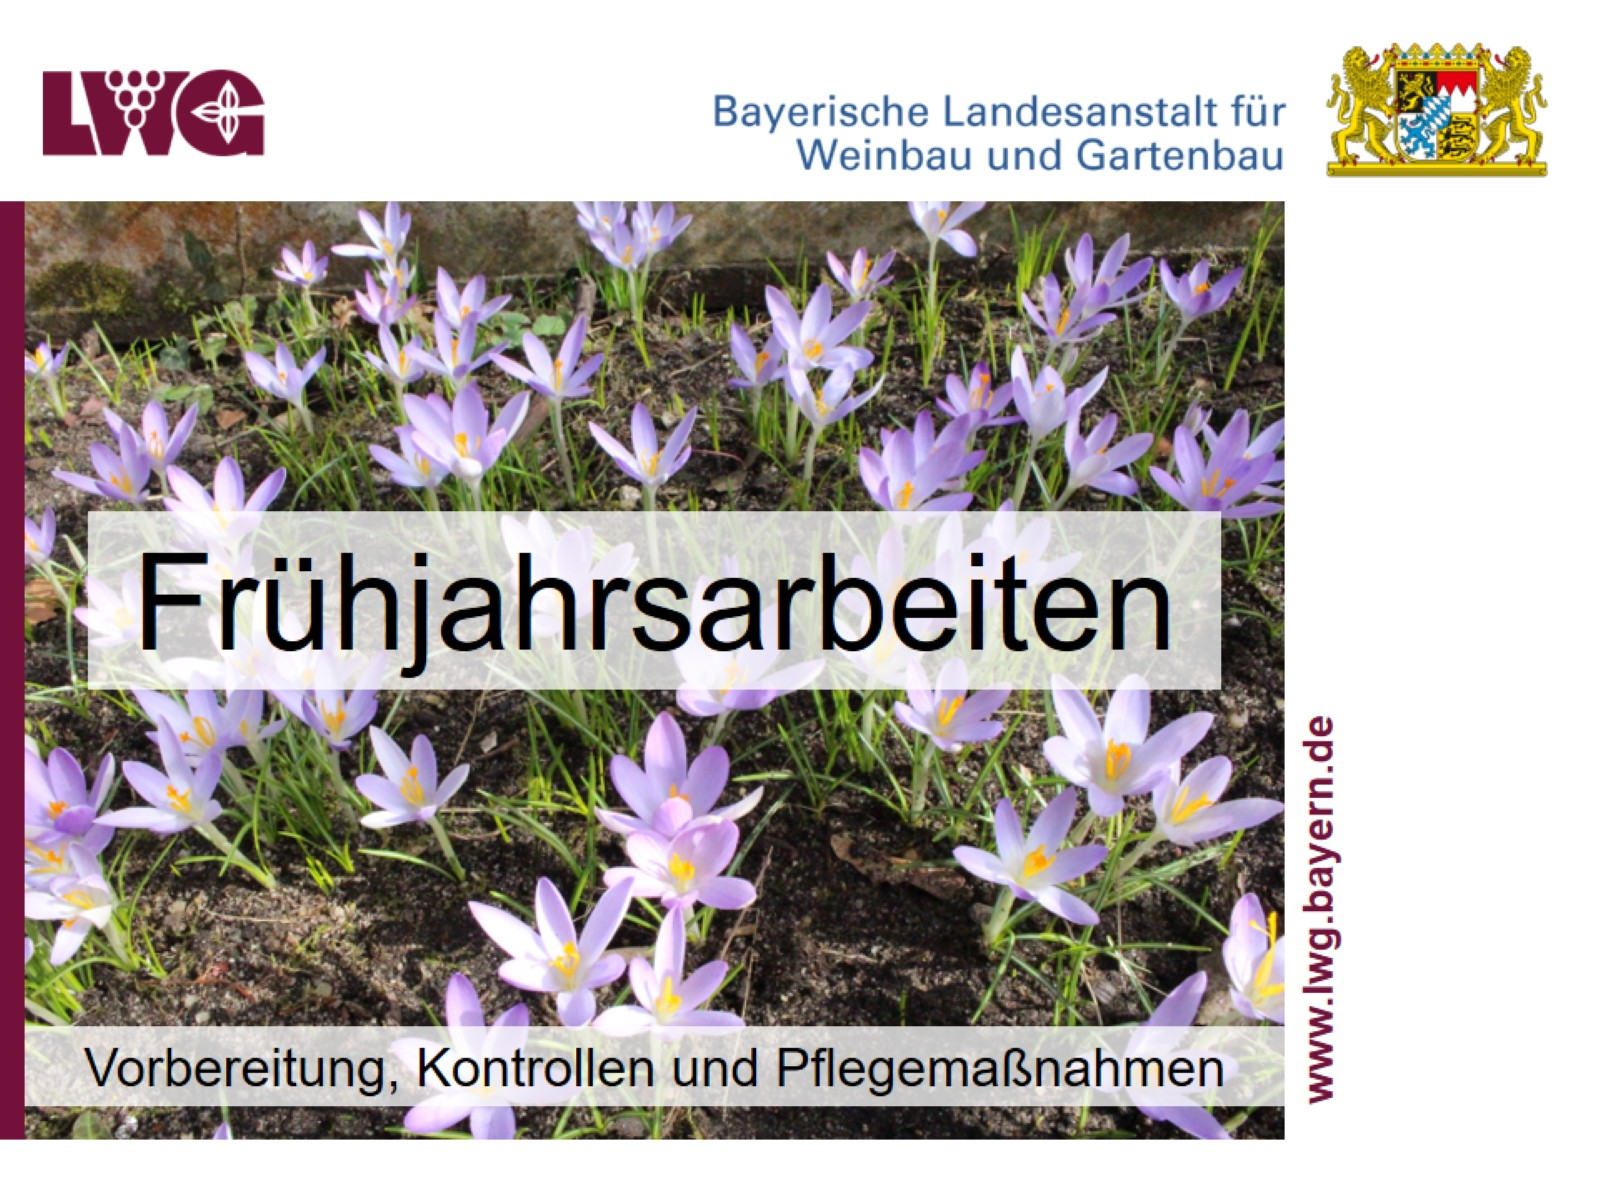 LWG
Bayerische Landesanstalt für
Weinbau und Gartenbau
Frühjahrsarbeiten
www.lwg.bayern.de
Vorbereitung, Kontrollen und Pflegemaßnahmen